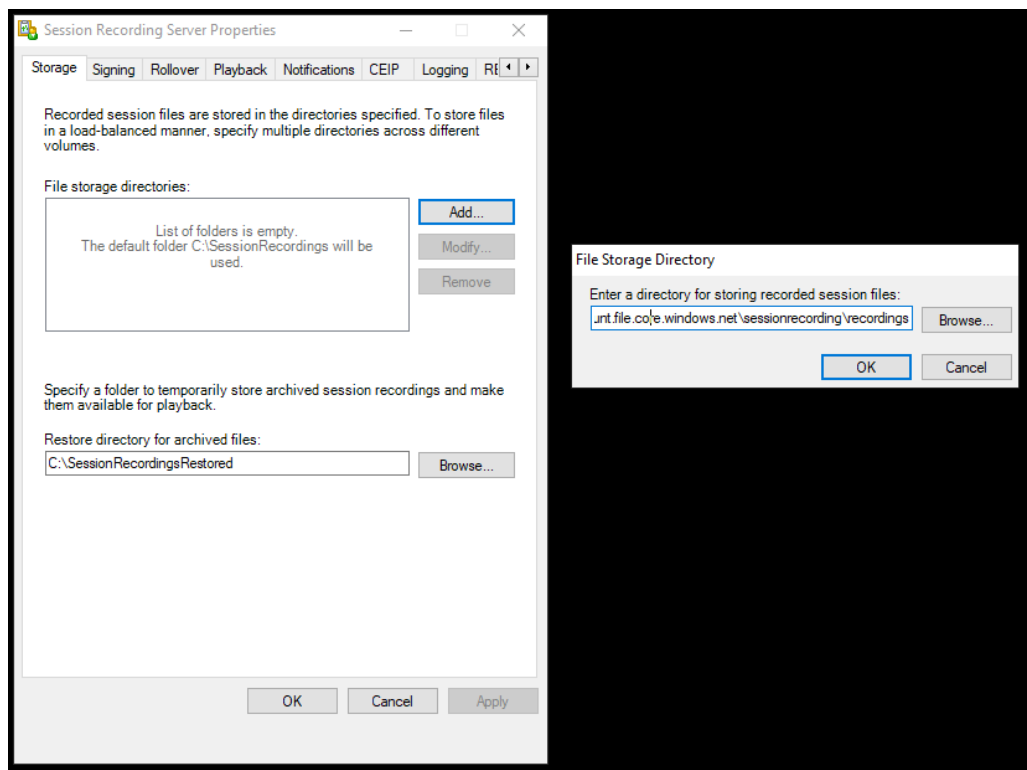 Session Recording Server Properties
Storage Signing Rollover Playback Notifications CEIP Logging
Recorded session files are stored in the directories specified. To store files
in a load-balanced manner, specify multiple directories across different
volumes.
File storage directories:
List of folders is empty.
The default folder C:\SessionRecordings will be
used.
Add...
Modify...
Remove
Specify a folder to temporarily store archived session recordings and make
them available for playback.
Restore directory for archived files:
C:\SessionRecordingsRestored
Browse...
OK Cancel Apply
File Storage Directory
Enter a directory for storing recorded session files:
unt.file.core.windows.net\sessionrecording\recordings
Browse...
OK Cancel